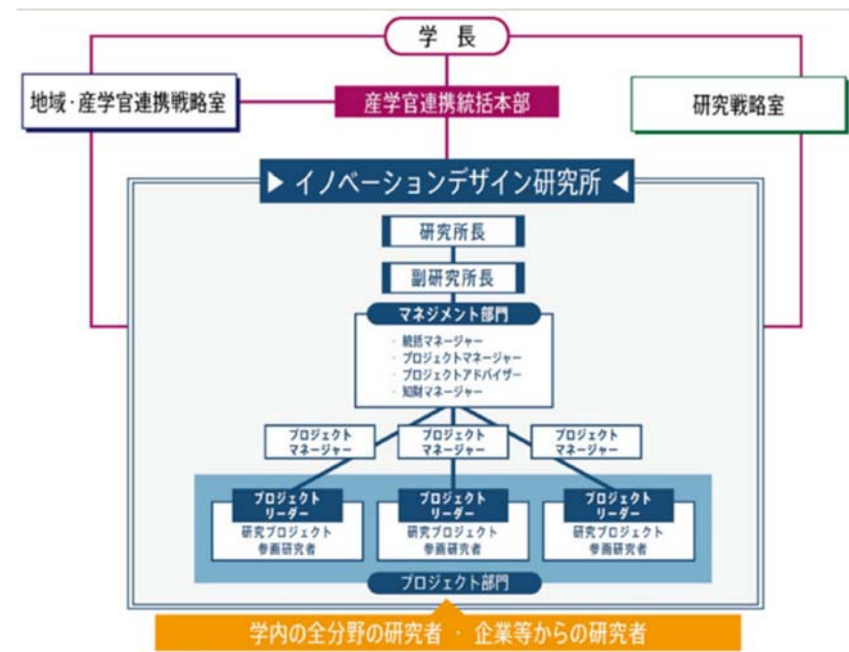 学 長
地域・産学官連携戦略室
産学官連携統括本部
研究戦略室
▶ イノベーションデザイン研究所 ◀
研究所長
副研究所長
マネジメント部門
・ 統括マネージャー
・ プロジェクトマネージャー
・ プロジェクトアドバイザー
・ 知財マネージャー
プロジェクト
マネージャー
プロジェクト
マネージャー
プロジェクト
マネージャー
プロジェクト
リーダー
研究プロジェクト
参画研究者
プロジェクト
リーダー
研究プロジェクト
参画研究者
プロジェクト
リーダー
研究プロジェクト
参画研究者
プロジェクト部門
学内の全分野の研究者 ・ 企業等からの研究者